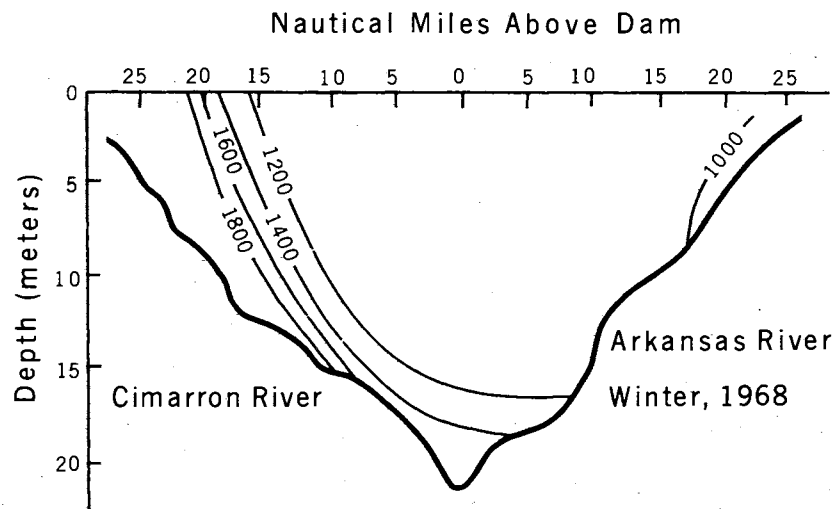 Nautical Miles Above Dam
25 20 15 10 5 0 5 10 15 20 25
0
5
10
15
20
Depth (meters)
1800
1600
1400
1200
1000
Cimarron River
Arkansas River
Winter, 1968